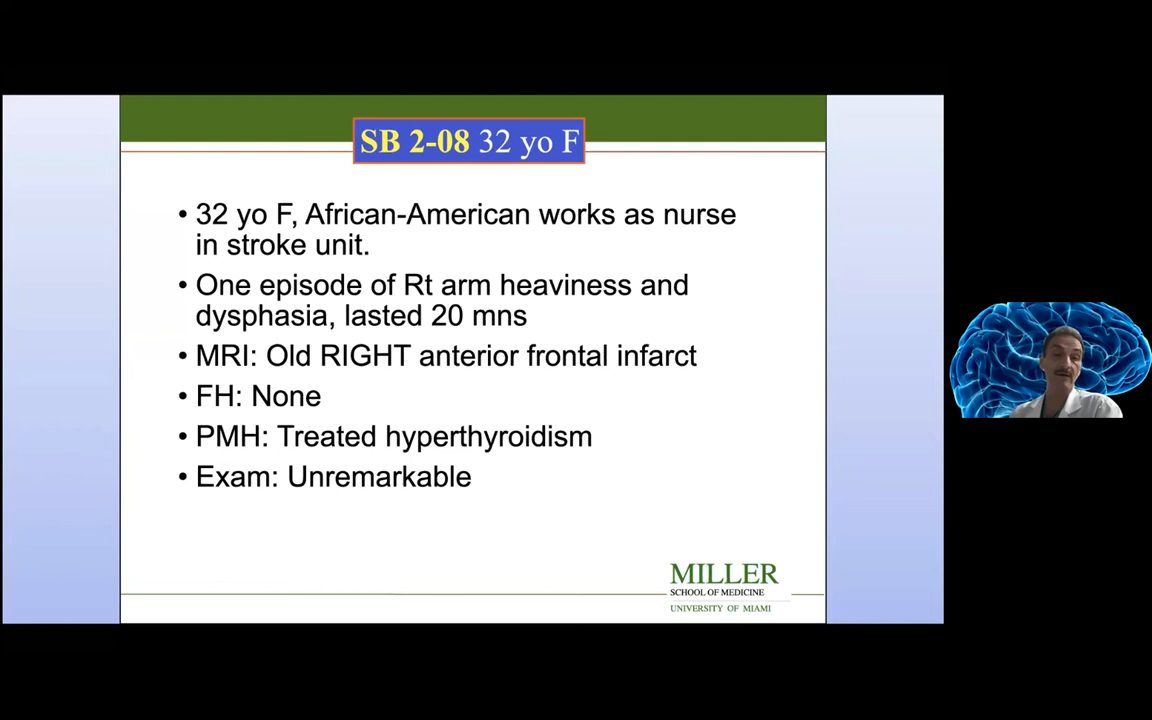 SB 2-08 32 yo F
• 32 yo F, African-American works as nurse
in stroke unit.
• One episode of Rt arm heaviness and
dysphasia, lasted 20 mns
• MRI: Old RIGHT anterior frontal infarct
• FH: None
• PMH: Treated hyperthyroidism
• Exam: Unremarkable
MILLER
SCHOOL OF MEDICINE
UNIVERSITY OF MIAMI